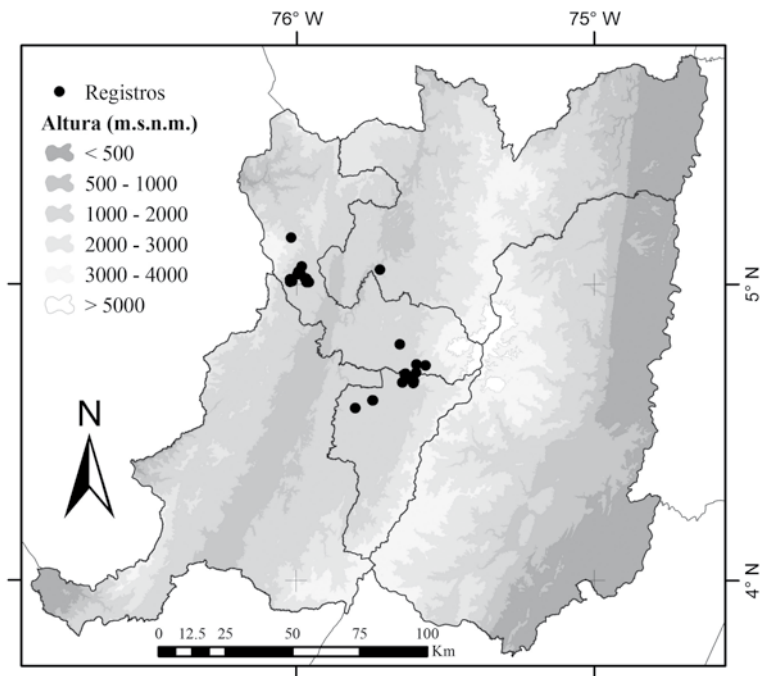 76° W
75° W
Registros
Altura (m.s.n.m.)
< 500
500 - 1000
1000 - 2000
2000 - 3000
3000 - 4000
> 5000
5° N
N
4° N
0 12.5 25 50 75 100
Km